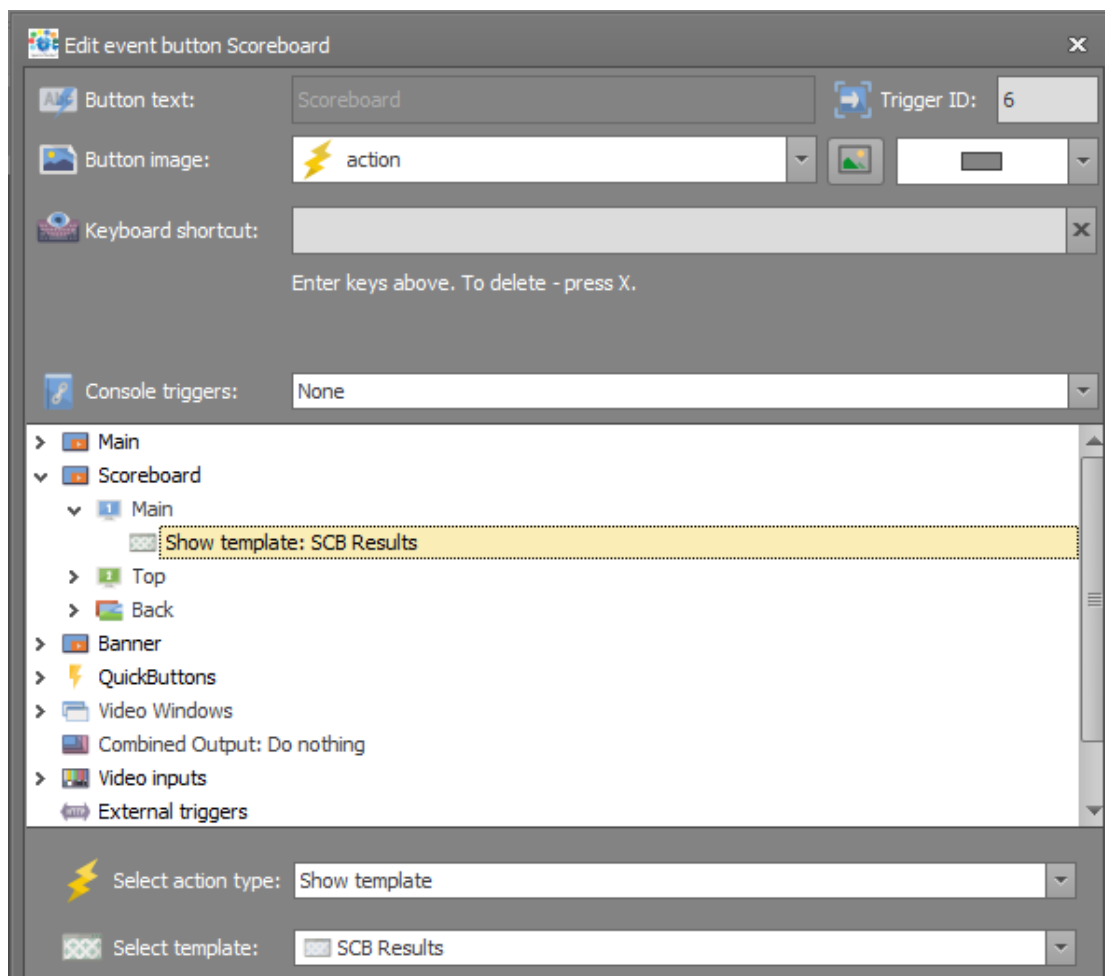 Edit event button Scoreboard
Button text: Scoreboard Trigger ID: 6
Button image: action
Keyboard shortcut:
Enter keys above. To delete - press X.
Console triggers: None
Main
Scoreboard
1 Main
Show template: SCB Results
2 Top
Back
Banner
QuickButtons
Video Windows
Combined Output: Do nothing
Video inputs
External triggers
Select action type: Show template
Select template: SCB Results